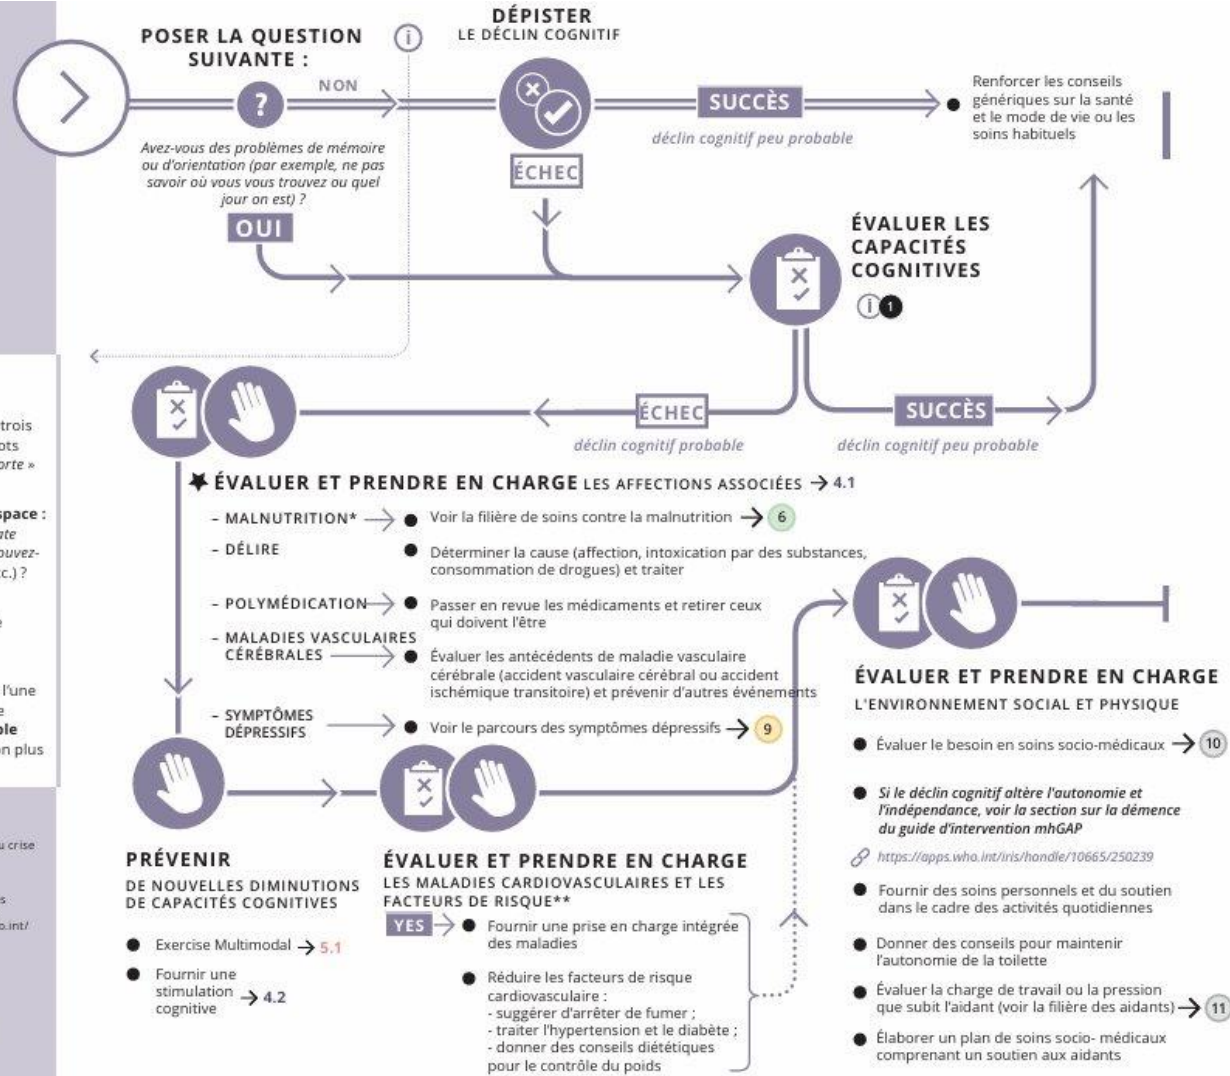 POSER LA QUESTION
SUIVANTE :
i
?
NON
Avez-vous des problèmes de mémoire
ou d'orientation (par exemple, ne pas
savoir où vous vous trouvez ou quel
jour on est) ?
OUI
DÉPISTER
LE DÉCLIN COGNITIF
ÉCHEC
SUCCÈS
déclin cognitif peu probable
Renforcer les conseils
génériques sur la santé
et le mode de vie ou les
soins habituels
ÉVALUER LES
CAPACITÉS
COGNITIVES
i 1
ÉCHEC
déclin cognitif probable
SUCCÈS
déclin cognitif peu probable
trois
ots
orte »
space :
ate
ouvez-
tc.) ?
e
l'une
e
ble
n plus
u crise
s
o.int/
ÉVALUER ET PRENDRE EN CHARGE LES AFFECTIONS ASSOCIÉES → 4.1
– MALNUTRITION* → ● Voir la filière de soins contre la malnutrition → 6
– DÉLIRE ● Déterminer la cause (affection, intoxication par des substances,
consommation de drogues) et traiter
– POLYMÉDICATION → ● Passer en revue les médicaments et retirer ceux
qui doivent l'être
– MALADIES VASCULAIRES
CÉRÉBRALES → ● Évaluer les antécédents de maladie vasculaire
cérébrale (accident vasculaire cérébral ou accident
ischémique transitoire) et prévenir d'autres événements
– SYMPTÔMES
DÉPRESSIFS → ● Voir le parcours des symptômes dépressifs → 9
PRÉVENIR
DE NOUVELLES DIMINUTIONS
DE CAPACITÉS COGNITIVES
● Exercise Multimodal → 5.1
● Fournir une
stimulation
cognitive → 4.2
ÉVALUER ET PRENDRE EN CHARGE
LES MALADIES CARDIOVASCULAIRES ET LES
FACTEURS DE RISQUE**
YES → ● Fournir une prise en charge intégrée
des maladies
● Réduire les facteurs de risque
cardiovasculaire :
- suggérer d'arrêter de fumer ;
- traiter l'hypertension et le diabète ;
- donner des conseils diététiques
pour le contrôle du poids
ÉVALUER ET PRENDRE EN CHARGE
L'ENVIRONNEMENT SOCIAL ET PHYSIQUE
● Évaluer le besoin en soins socio-médicaux → 10
● Si le déclin cognitif altère l'autonomie et
l'indépendance, voir la section sur la démence
du guide d'intervention mhGAP
https://apps.who.int/iris/handle/10665/250239
● Fournir des soins personnels et du soutien
dans le cadre des activités quotidiennes
● Donner des conseils pour maintenir
l'autonomie de la toilette
● Évaluer la charge de travail ou la pression
que subit l'aidant (voir la filière des aidants) → 11
● Élaborer un plan de soins socio- médicaux
comprenant un soutien aux aidants